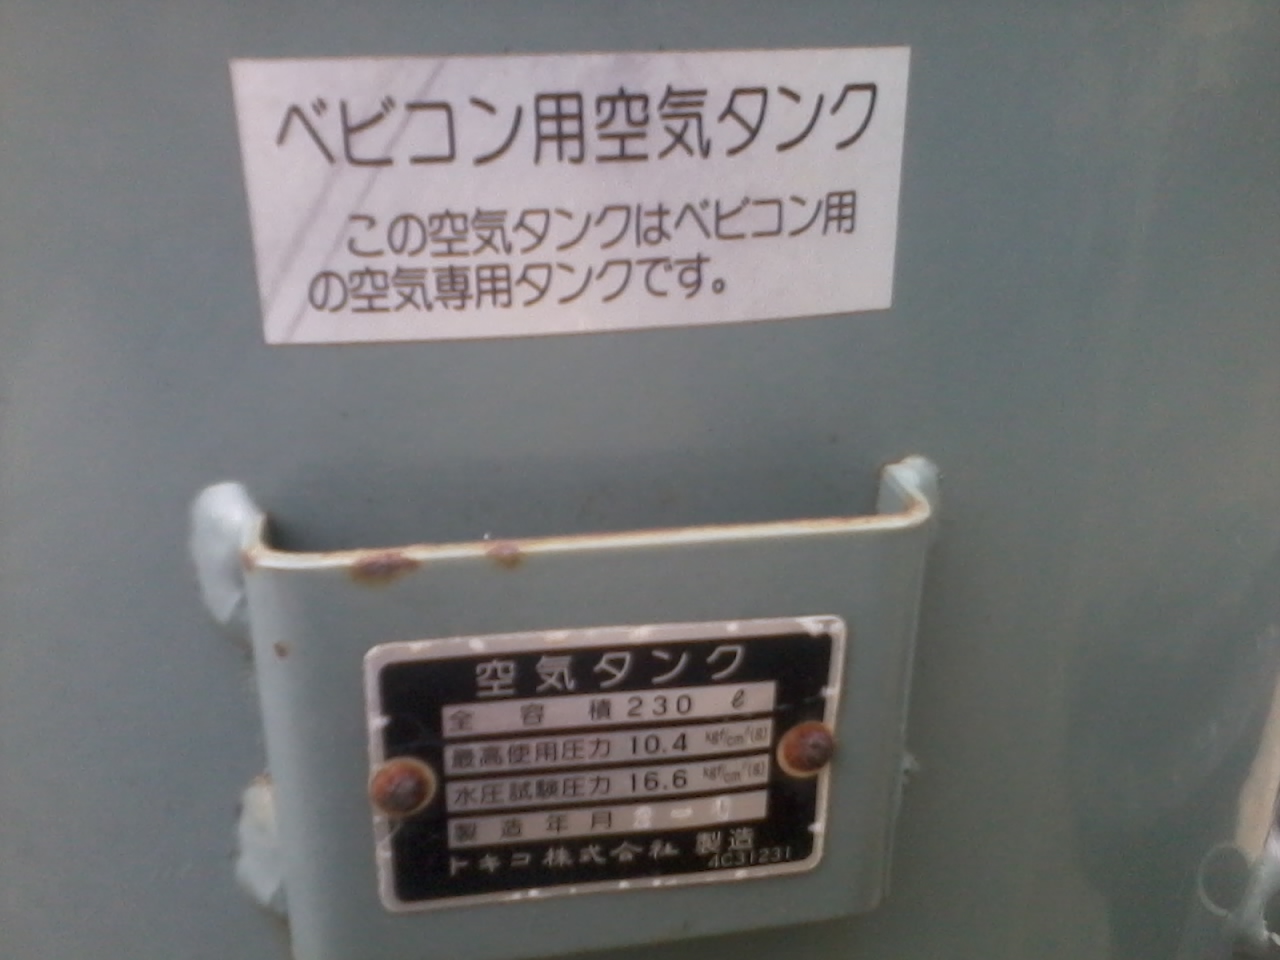 ベビコン用空気タンク
この空気タンクはベビコン用
の空気専用タンクです。
空気タンク
全容積 230 ℓ
最高使用圧力 10.4 kgf/cm²(g)
水圧試験圧力 16.6 kgf/cm²(g)
製造年月
トキコ株式会社 製造
4C31231